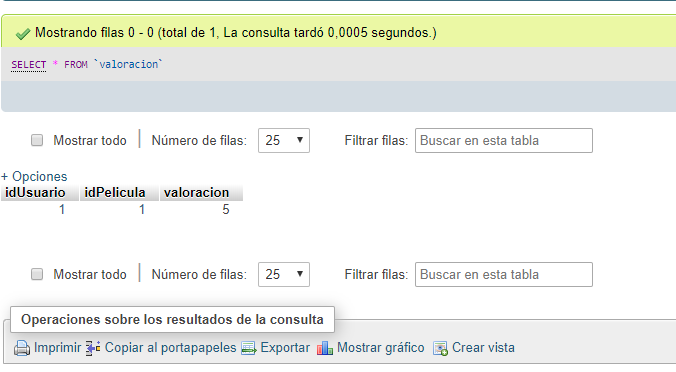 Mostrando filas 0 - 0 (total de 1, La consulta tardó 0,0005 segundos.)
SELECT * FROM `valoracion`
Mostrar todo | Número de filas: 25 Filtrar filas: Buscar en esta tabla
+ Opciones
idUsuario idPelicula valoracion
1 1 5
Mostrar todo | Número de filas: 25 Filtrar filas: Buscar en esta tabla
Operaciones sobre los resultados de la consulta
Imprimir Copiar al portapapeles Exportar Mostrar gráfico Crear vista